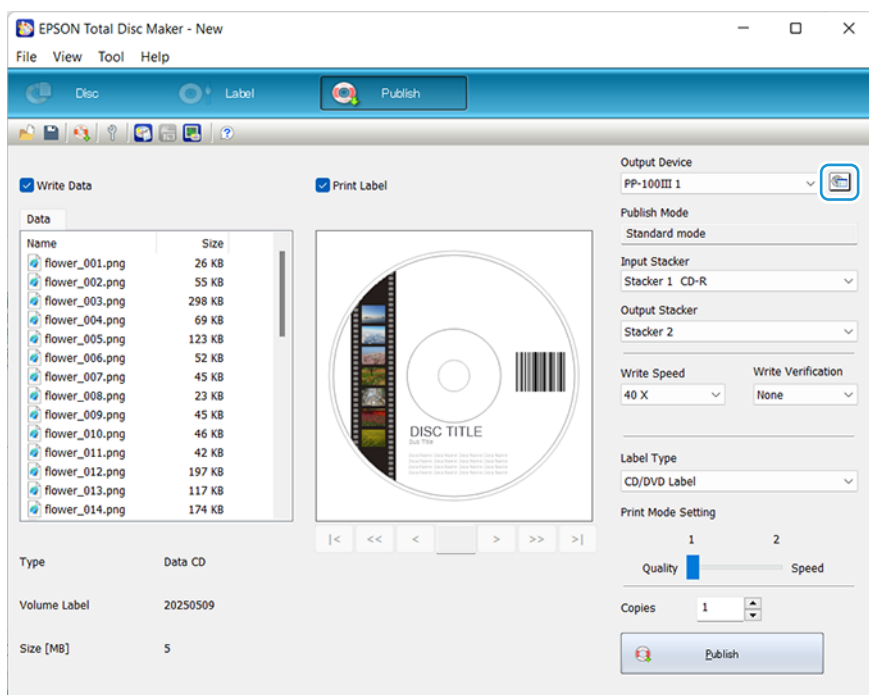 EPSON Total Disc Maker - New
File View Tool Help
Disc Label Publish
Write Data
Data
Name Size
flower_001.png 26 KB
flower_002.png 55 KB
flower_003.png 298 KB
flower_004.png 69 KB
flower_005.png 123 KB
flower_006.png 52 KB
flower_007.png 45 KB
flower_008.png 23 KB
flower_009.png 45 KB
flower_010.png 46 KB
flower_011.png 42 KB
flower_012.png 197 KB
flower_013.png 117 KB
flower_014.png 174 KB
Type Data CD
Volume Label 20250509
Size [MB] 5
Print Label
DISC TITLE
Sub Title
|< << < > >> >|
Output Device
PP-100III 1
Publish Mode
Standard mode
Input Stacker
Stacker 1 CD-R
Output Stacker
Stacker 2
Write Speed Write Verification
40 X None
Label Type
CD/DVD Label
Print Mode Setting
1 2
Quality Speed
Copies 1
Publish